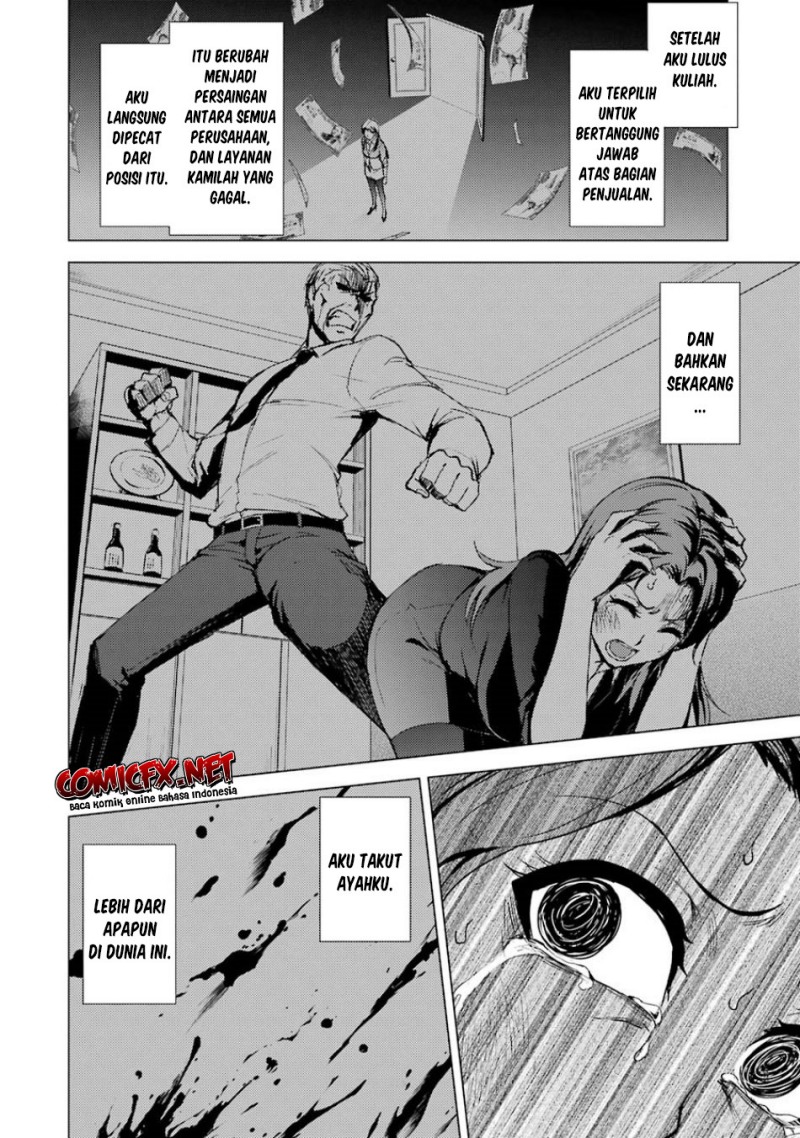 SETELAH
AKU LULUS
KULIAH.
AKU TERPILIH
UNTUK
BERTANGGUNG
JAWAB
ATAS BAGIAN
PENJUALAN.
ITU BERUBAH
MENJADI
PERSAINGAN
ANTARA SEMUA
PERUSAHAAN,
DAN LAYANAN
KAMILAH YANG
GAGAL.
AKU
LANGSUNG
DIPECAT
DARI
POSISI ITU.
DAN
BAHKAN
SEKARANG
...
COMICFX.NET
Baca Komik Online Bahasa Indonesia
AKU TAKUT
AYAHKU.
LEBIH DARI
APAPUN
DI DUNIA INI.